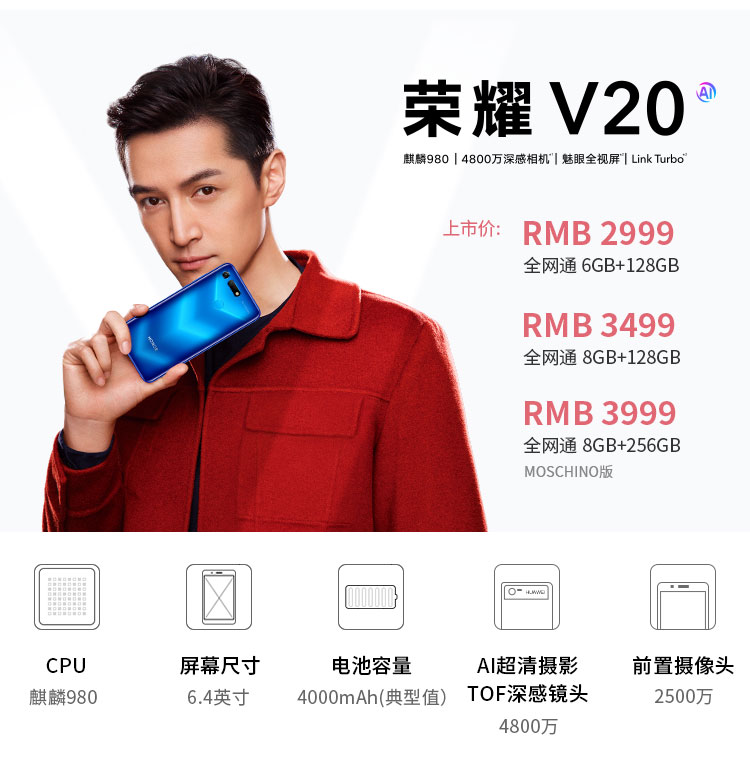 荣耀 V20 AI
麒麟980 | 4800万深感相机 | 魅眼全视屏 | Link Turbo
上市价: RMB 2999
全网通 6GB+128GB
RMB 3499
全网通 8GB+128GB
RMB 3999
全网通 8GB+256GB
MOSCHINO版
HONOR
HUAWEI
CPU
麒麟980
屏幕尺寸
6.4英寸
电池容量
4000mAh(典型值)
AI超清摄影
TOF深感镜头
4800万
前置摄像头
2500万